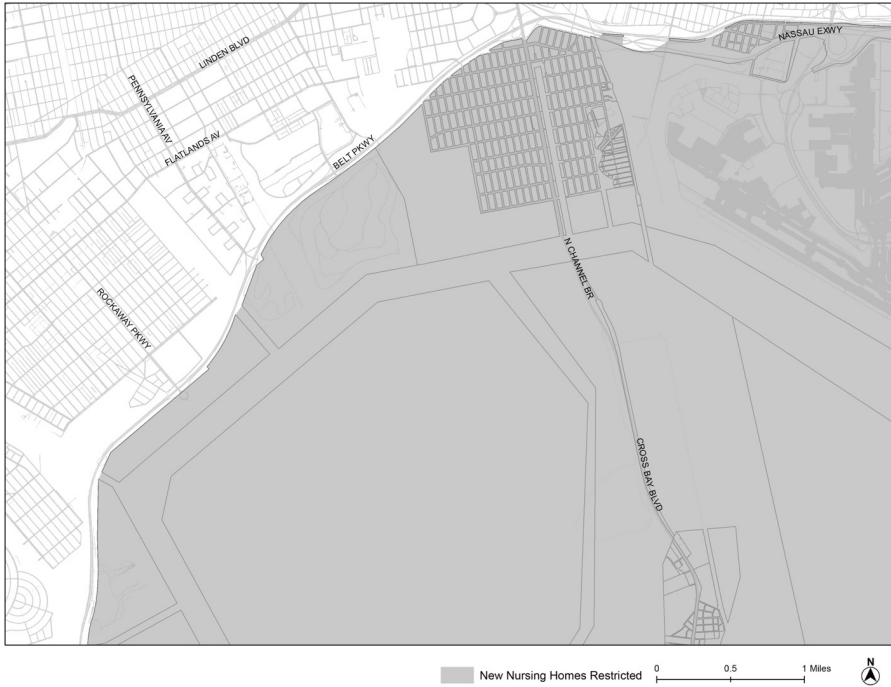 NASSAU EXWY
LINDEN BLVD
PENNSYLVANIA AV
FLATLANDS AV
BELT PKWY
N CHANNEL BR
ROCKAWAY PKWY
CROSS BAY BLVD
New Nursing Homes Restricted
0 0.5 1 Miles
N